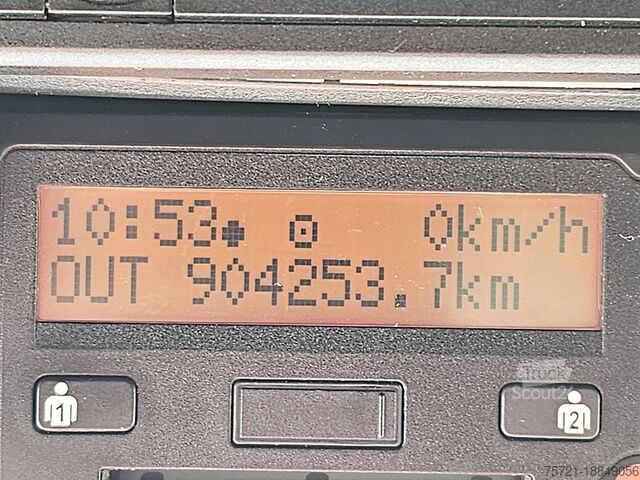 10:53 0km/h
OUT 904253.7km
1 2
Truck
Scout24
75721-18849056